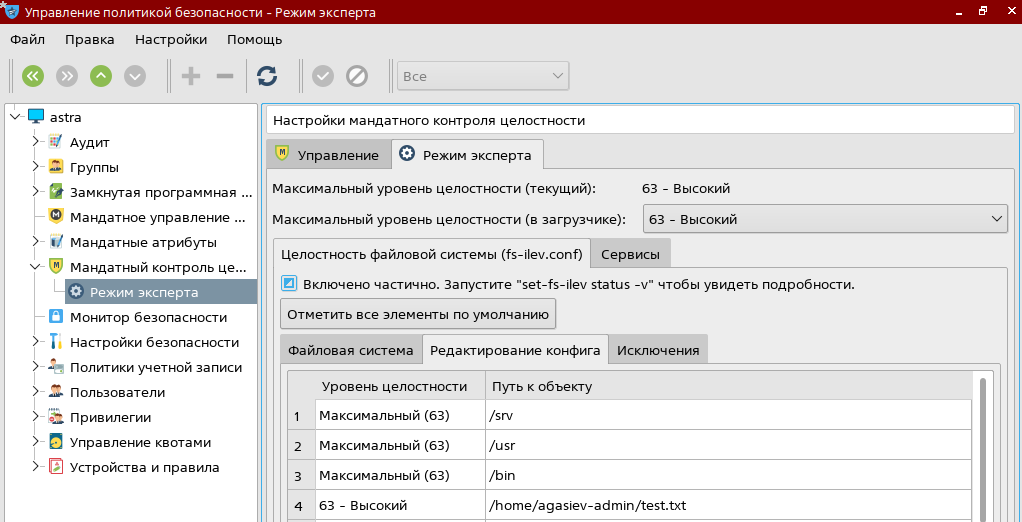 Управление политикой безопасности – Режим эксперта
Файл Правка Настройки Помощь
Все
astra
Аудит
Группы
Замкнутая программная ...
Мандатное управление ...
Мандатные атрибуты
Мандатный контроль це...
Режим эксперта
Монитор безопасности
Настройки безопасности
Политики учетной записи
Пользователи
Привилегии
Управление квотами
Устройства и правила
Настройки мандатного контроля целостности
Управление Режим эксперта
Максимальный уровень целостности (текущий): 63 – Высокий
Максимальный уровень целостности (в загрузчике): 63 – Высокий
Целостность файловой системы (fs-ilev.conf) Сервисы
Включено частично. Запустите "set-fs-ilev status -v" чтобы увидеть подробности.
Отметить все элементы по умолчанию
Файловая система Редактирование конфига Исключения
Уровень целостности Путь к объекту
1 Максимальный (63) /srv
2 Максимальный (63) /usr
3 Максимальный (63) /bin
4 63 – Высокий /home/agasiev-admin/test.txt